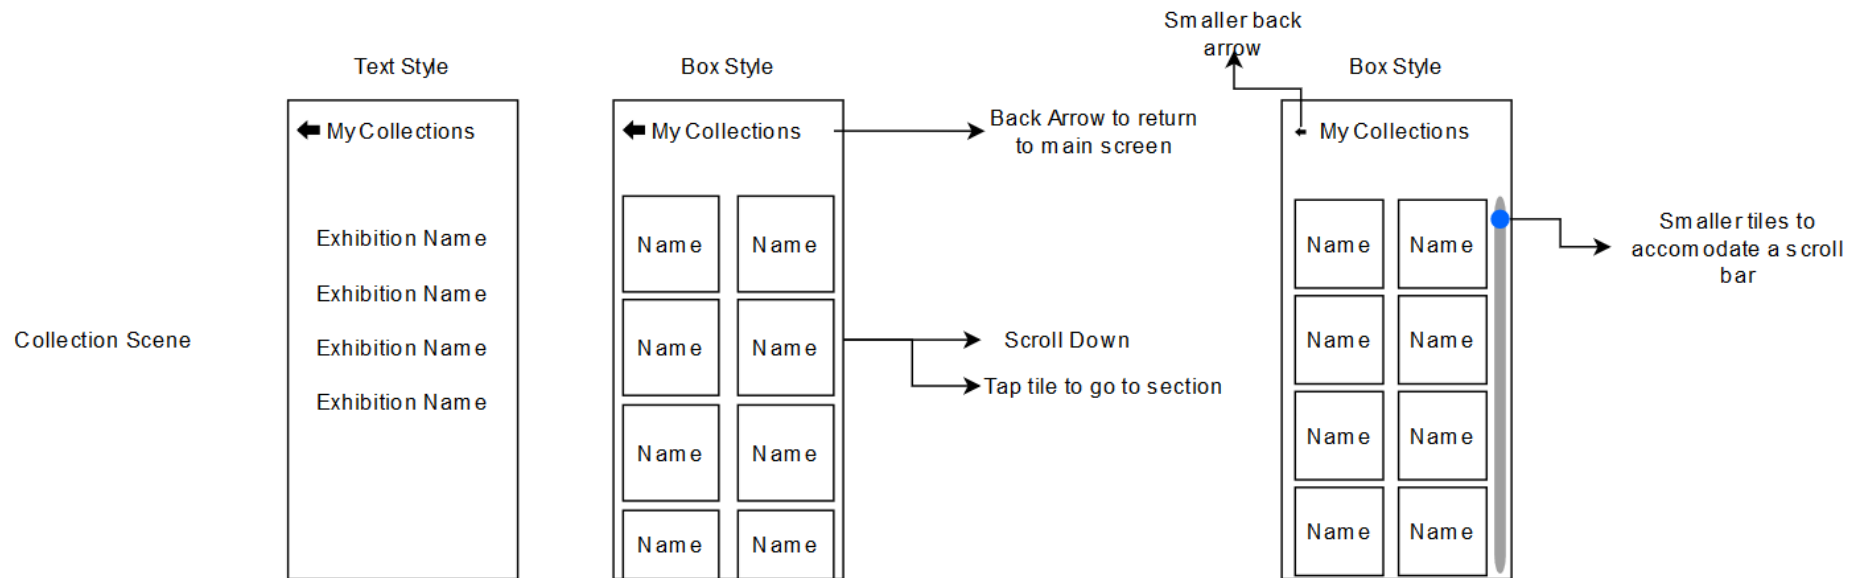 Smaller back
arrow
Text Style
Box Style
Box Style
My Collections
My Collections
Back Arrow to return
to main screen
My Collections
Exhibition Name
Exhibition Name
Exhibition Name
Exhibition Name
Name Name
Name Name
Name Name
Name Name
Scroll Down
Tap tile to go to section
Name Name
Name Name
Name Name
Name Name
Smaller tiles to
accomodate a scroll
bar
Collection Scene